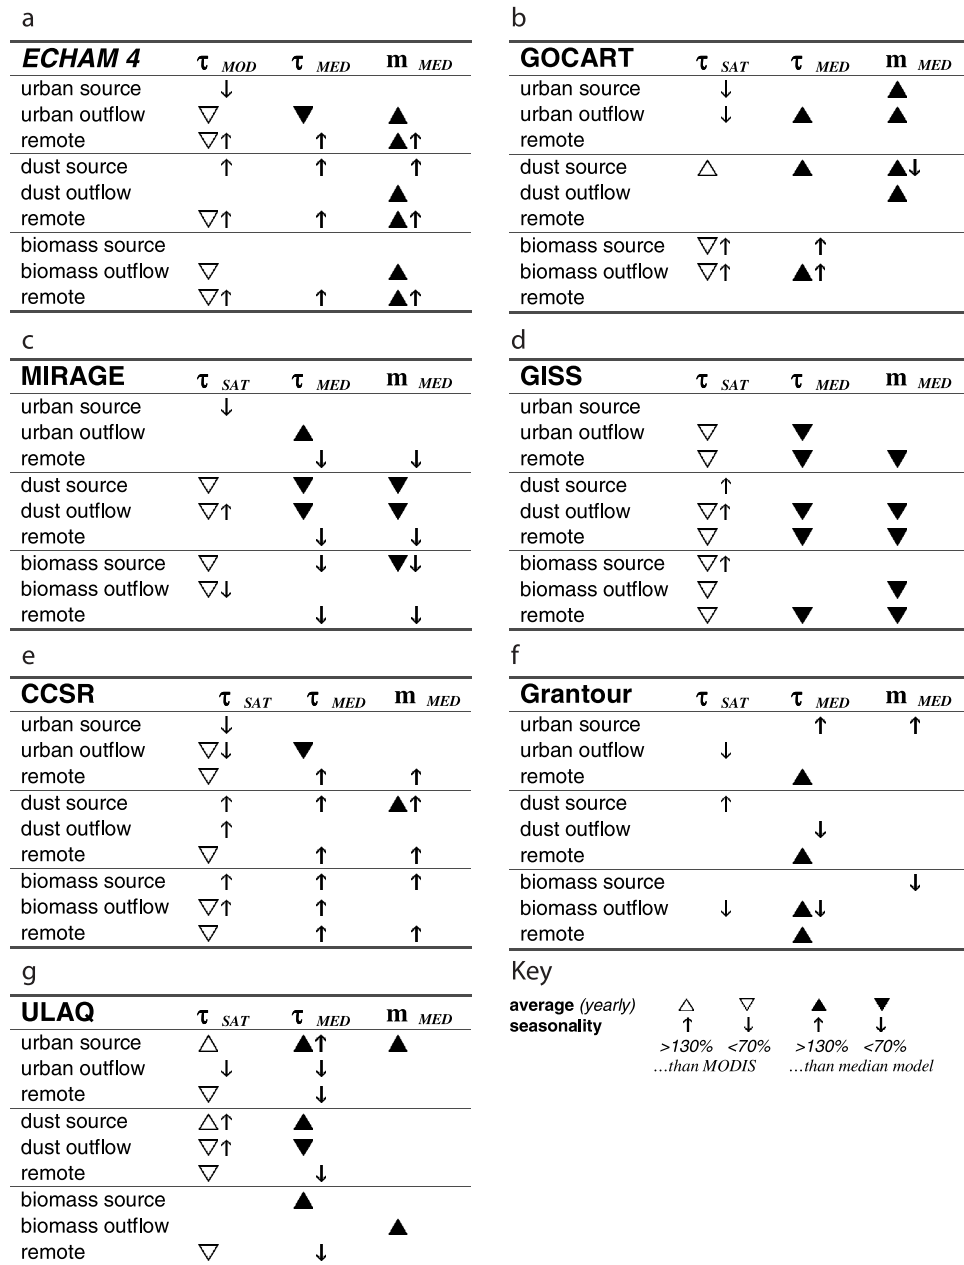 a
ECHAM 4 τ MOD τ MED m MED
urban source ↓
urban outflow ▽ ▼ ▲
remote ▽↑ ↑ ▲↑
dust source ↑ ↑ ↑
dust outflow ▲
remote ▽↑ ↑ ▲↑
biomass source
biomass outflow ▽ ▲
remote ▽↑ ↑ ▲↑
b
GOCART τ SAT τ MED m MED
urban source ↓ ▲
urban outflow ↓ ▲ ▲
remote
dust source △ ▲ ▲↓
dust outflow ▲
remote
biomass source ▽↑ ↑
biomass outflow ▽↑ ▲↑
remote
c
MIRAGE τ SAT τ MED m MED
urban source ↓
urban outflow ▲
remote ↓ ↓
dust source ▽ ▼ ▼
dust outflow ▽↑ ▼ ▼
remote ↓ ↓
biomass source ▽ ↓ ▼↓
biomass outflow ▽↓
remote ↓ ↓
d
GISS τ SAT τ MED m MED
urban source
urban outflow ▽ ▼
remote ▽ ▼ ▼
dust source ↑
dust outflow ▽↑ ▼ ▼
remote ▽ ▼ ▼
biomass source ▽↑
biomass outflow ▽ ▼
remote ▽ ▼ ▼
e
CCSR τ SAT τ MED m MED
urban source ↓
urban outflow ▽↓ ▼
remote ▽ ↑ ↑
dust source ↑ ↑ ▲↑
dust outflow ↑
remote ▽ ↑ ↑
biomass source ↑ ↑ ↑
biomass outflow ▽↑ ↑
remote ▽ ↑ ↑
f
Grantour τ SAT τ MED m MED
urban source ↑ ↑
urban outflow ↓
remote ▲
dust source ↑
dust outflow ↓
remote ▲
biomass source ↓
biomass outflow ↓ ▲↓
remote ▲
g
ULAQ τ SAT τ MED m MED
urban source △ ▲↑ ▲
urban outflow ↓ ↓
remote ▽ ↓
dust source △↑ ▲
dust outflow ▽↑ ▼
remote ▽ ↓
biomass source ▲
biomass outflow ▲
remote ▽ ↓
Key
average (yearly) △ ▽ ▲ ▼
seasonality ↑ ↓ ↑ ↓
>130% <70% >130% <70%
...than MODIS ...than median model